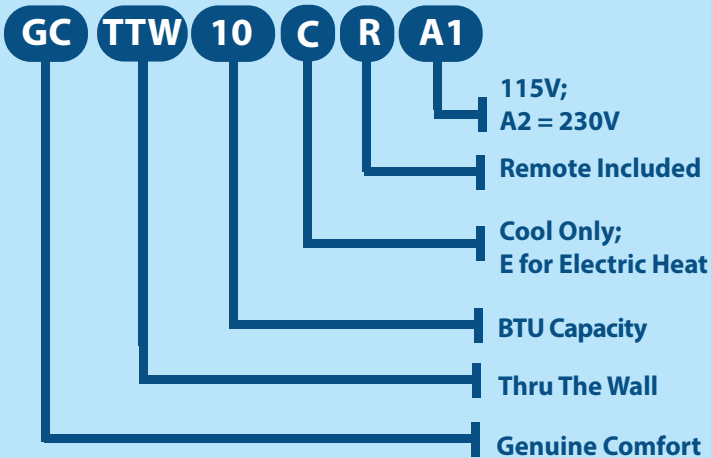 GC TTW 10 C R A1
115V;
A2 = 230V
Remote Included
Cool Only;
E for Electric Heat
BTU Capacity
Thru The Wall
Genuine Comfort